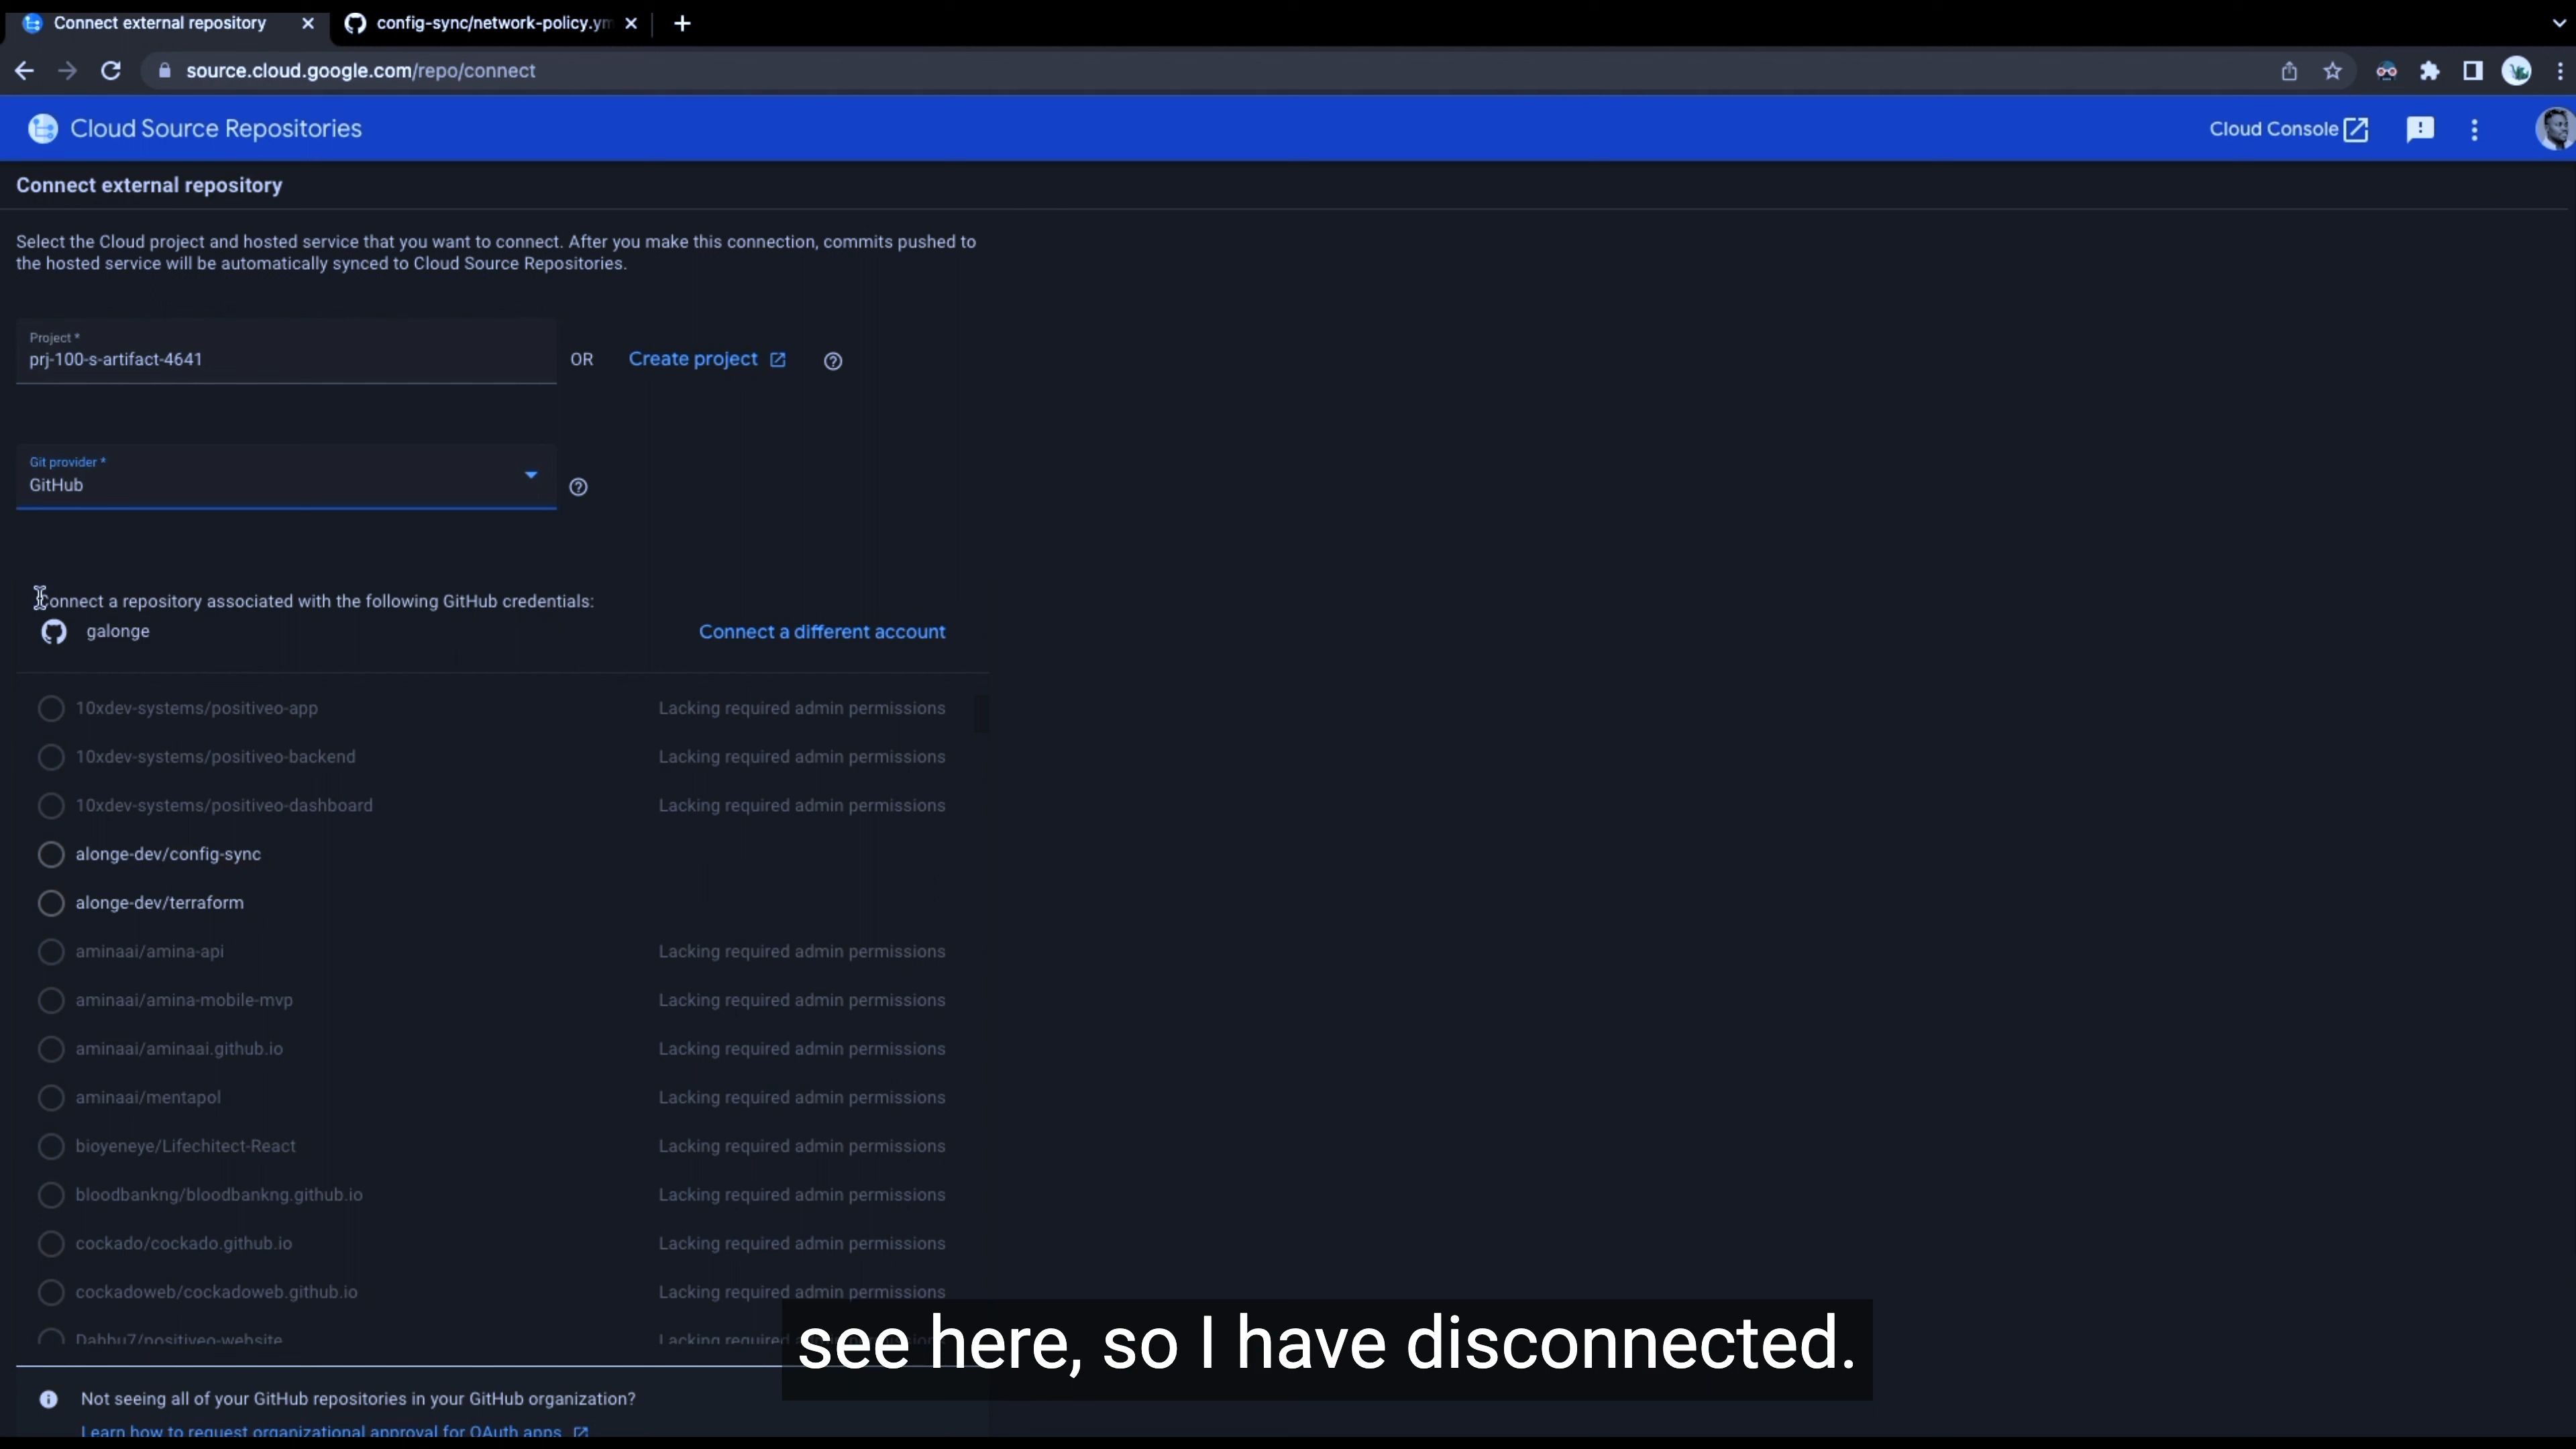 Connect external repository
config-sync/network-policy.ym
source.cloud.google.com/repo/connect
Cloud Source Repositories
Cloud Console
Connect external repository
Select the Cloud project and hosted service that you want to connect. After you make this connection, commits pushed to
the hosted service will be automatically synced to Cloud Source Repositories.
Project *
prj-100-s-artifact-4641
OR
Create project
Git provider *
GitHub
Connect a repository associated with the following GitHub credentials:
galonge
Connect a different account
10xdev-systems/positiveo-app Lacking required admin permissions
10xdev-systems/positiveo-backend Lacking required admin permissions
10xdev-systems/positiveo-dashboard Lacking required admin permissions
alonge-dev/config-sync
alonge-dev/terraform
aminaai/amina-api Lacking required admin permissions
aminaai/amina-mobile-mvp Lacking required admin permissions
aminaai/aminaai.github.io Lacking required admin permissions
aminaai/mentapol Lacking required admin permissions
bioyeneye/Lifechitect-React Lacking required admin permissions
bloodbankng/bloodbankng.github.io Lacking required admin permissions
cockado/cockado.github.io Lacking required admin permissions
cockadoweb/cockadoweb.github.io Lacking required admin permissions
Dabbu7/positiveo-website Lacking required
see here, so I have disconnected.
Not seeing all of your GitHub repositories in your GitHub organization?
Learn how to request organizational approval for OAuth apps